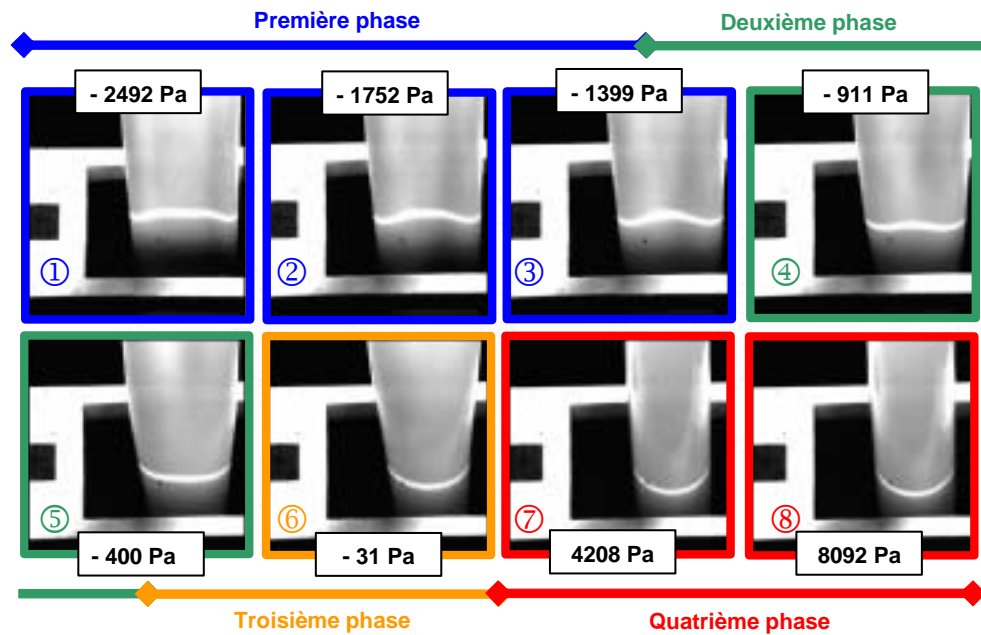 Première phase
Deuxième phase
- 2492 Pa
- 1752 Pa
- 1399 Pa
- 911 Pa
①
②
③
④
⑤
⑥
⑦
⑧
- 400 Pa
- 31 Pa
4208 Pa
8092 Pa
Troisième phase
Quatrième phase